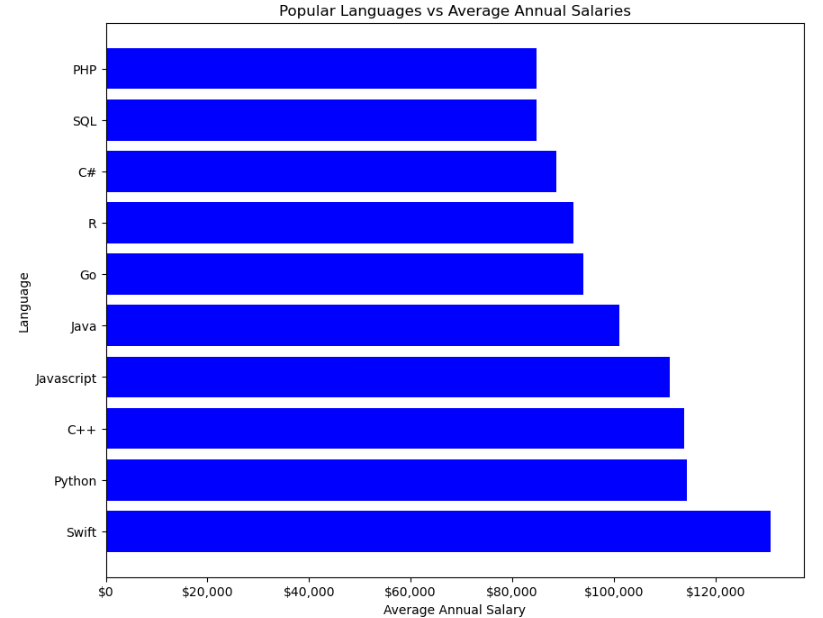 Popular Languages vs Average Annual Salaries
PHP
SQL
C#
R
Go
Java
Javascript
C++
Python
Swift
Language
$0 $20,000 $40,000 $60,000 $80,000 $100,000 $120,000
Average Annual Salary